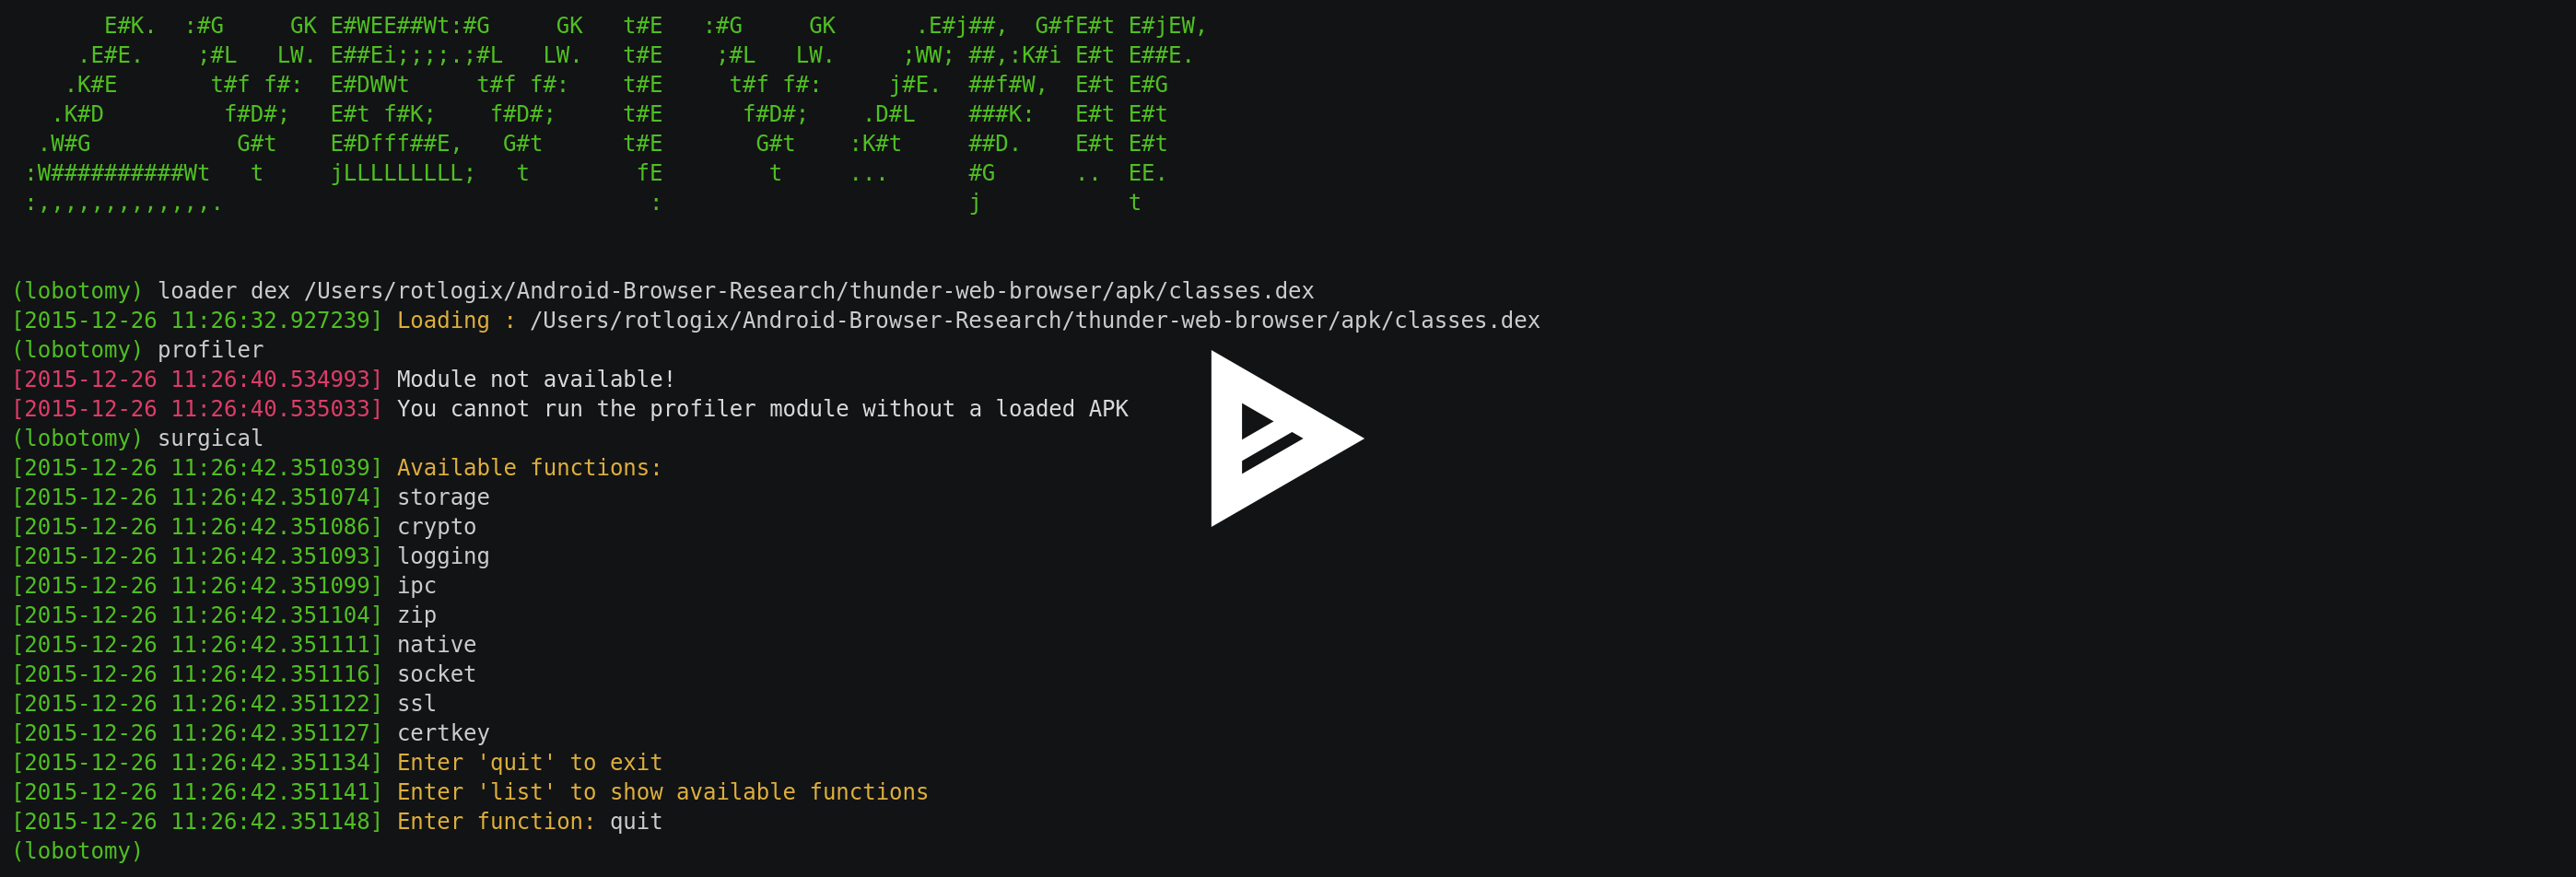 E#K.  :#G     GK E#WEE##Wt:#G     GK   t#E   :#G     GK      .E#j##,  G#fE#t E#jEW,
     .E#E.    ;#L   LW. E##Ei;;;;.;#L   LW.   t#E    ;#L   LW.     ;WW; ##,:K#i E#t E##E.
    .K#E       t#f f#:  E#DWWt     t#f f#:    t#E     t#f f#:     j#E.  ##f#W,  E#t E#G
   .K#D         f#D#;   E#t f#K;    f#D#;     t#E      f#D#;    .D#L    ###K:   E#t E#t
  .W#G           G#t    E#Dfff##E,   G#t      t#E       G#t    :K#t     ##D.    E#t E#t
 :W##########Wt   t     jLLLLLLLLL;   t        fE        t     ...      #G      ..  EE.
 :,,,,,,,,,,,,,.                                :                       j           t
(lobotomy) loader dex /Users/rotlogix/Android-Browser-Research/thunder-web-browser/apk/classes.dex
[2015-12-26 11:26:32.927239] Loading : /Users/rotlogix/Android-Browser-Research/thunder-web-browser/apk/classes.dex
(lobotomy) profiler
[2015-12-26 11:26:40.534993] Module not available!
[2015-12-26 11:26:40.535033] You cannot run the profiler module without a loaded APK
(lobotomy) surgical
[2015-12-26 11:26:42.351039] Available functions:
[2015-12-26 11:26:42.351074] storage
[2015-12-26 11:26:42.351086] crypto
[2015-12-26 11:26:42.351093] logging
[2015-12-26 11:26:42.351099] ipc
[2015-12-26 11:26:42.351104] zip
[2015-12-26 11:26:42.351111] native
[2015-12-26 11:26:42.351116] socket
[2015-12-26 11:26:42.351122] ssl
[2015-12-26 11:26:42.351127] certkey
[2015-12-26 11:26:42.351134] Enter 'quit' to exit
[2015-12-26 11:26:42.351141] Enter 'list' to show available functions
[2015-12-26 11:26:42.351148] Enter function: quit
(lobotomy)